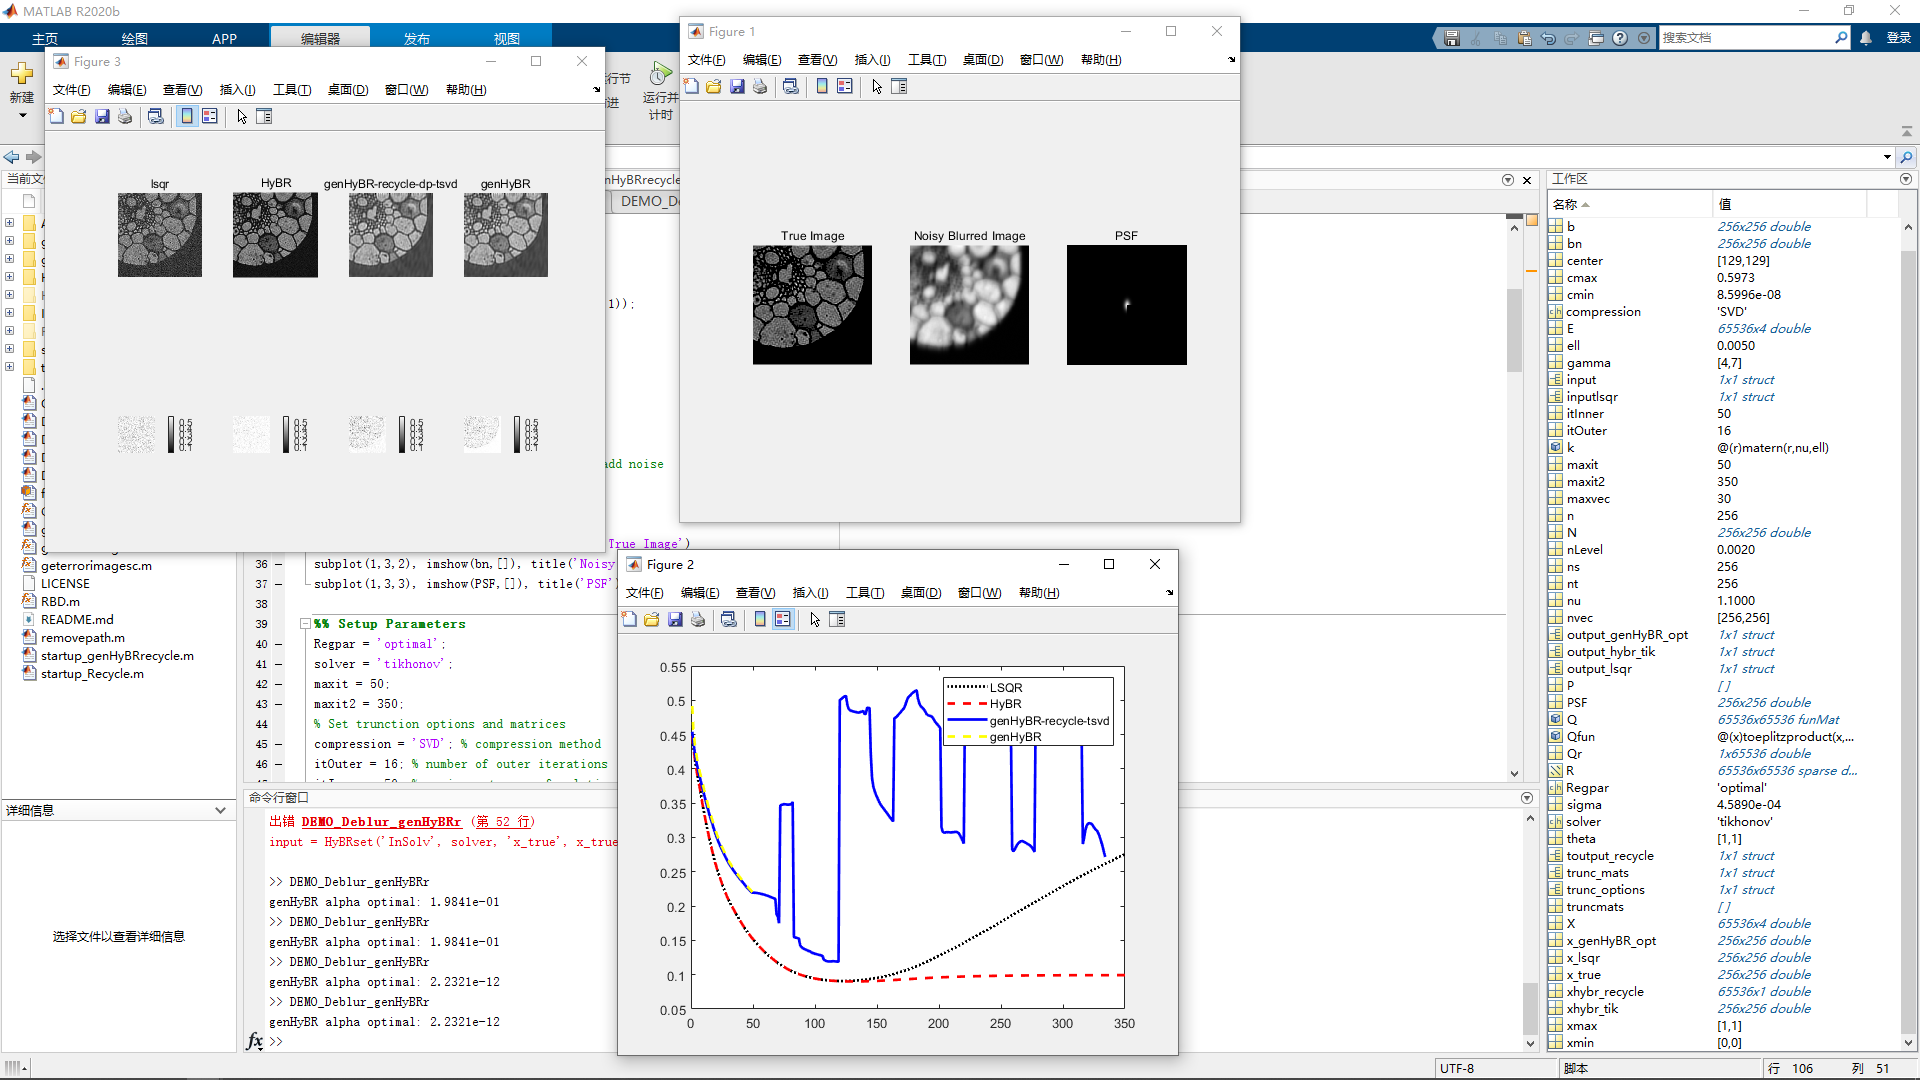 MATLAB R2020b
主页
绘图
APP
编辑器
发布
视图
搜索文档
登录
新建
行节
运行并
计时
进
Figure 3
文件(F)
编辑(E)
查看(V)
插入(I)
工具(T)
桌面(D)
窗口(W)
帮助(H)
lsqr
HyBR
genHyBR-recycle-dp-tsvd
genHyBR
Figure 1
文件(F)
编辑(E)
查看(V)
插入(I)
工具(T)
桌面(D)
窗口(W)
帮助(H)
True Image
Noisy Blurred Image
PSF
Figure 2
文件(F)
编辑(E)
查看(V)
插入(I)
工具(T)
桌面(D)
窗口(W)
帮助(H)
0.55
0.5
0.45
0.4
0.35
0.3
0.25
0.2
0.15
0.1
0.05
0
50
100
150
200
250
300
350
LSQR
HyBR
genHyBR-recycle-tsvd
genHyBR
nHyBRrecycle
DEMO_D
1));
add noise
True Image')
36 subplot(1,3,2), imshow(bn,[]), title('Noisy
37 subplot(1,3,3), imshow(PSF,[]), title('PSF'
38
39 %% Setup Parameters
40 Regpar = 'optimal';
41 solver = 'tikhonov';
42 maxit = 50;
43 maxit2 = 350;
44 % Set trunction options and matrices
45 compression = 'SVD'; % compression method
46 itOuter = 16; % number of outer iterations
geterrorimagesc.m
LICENSE
RBD.m
README.md
removepath.m
startup_genHyBRrecycle.m
startup_Recycle.m
详细信息
选择文件以查看详细信息
命令行窗口
出错 DEMO_Deblur_genHyBRr (第 52 行)
input = HyBRset('InSolv', solver, 'x_true', x_true
>> DEMO_Deblur_genHyBRr
genHyBR alpha optimal: 1.9841e-01
>> DEMO_Deblur_genHyBRr
genHyBR alpha optimal: 1.9841e-01
>> DEMO_Deblur_genHyBRr
genHyBR alpha optimal: 2.2321e-12
>> DEMO_Deblur_genHyBRr
genHyBR alpha optimal: 2.2321e-12
fx >>
工作区
名称 值
b 256x256 double
bn 256x256 double
center [129,129]
cmax 0.5973
cmin 8.5996e-08
compression 'SVD'
E 65536x4 double
ell 0.0050
gamma [4,7]
input 1x1 struct
inputlsqr 1x1 struct
itInner 50
itOuter 16
k @(r)matern(r,nu,ell)
maxit 50
maxit2 350
maxvec 30
n 256
N 256x256 double
nLevel 0.0020
ns 256
nt 256
nu 1.1000
nvec [256,256]
output_genHyBR_opt 1x1 struct
output_hybr_tik 1x1 struct
output_lsqr 1x1 struct
P []
PSF 256x256 double
Q 65536x65536 funMat
Qfun @(x)toeplitzproduct(x,...
Qr 1x65536 double
R 65536x65536 sparse d...
Regpar 'optimal'
sigma 4.5890e-04
solver 'tikhonov'
theta [1,1]
toutput_recycle 1x1 struct
trunc_mats 1x1 struct
trunc_options 1x1 struct
truncmats []
X 65536x4 double
x_genHyBR_opt 256x256 double
x_lsqr 256x256 double
x_true 256x256 double
xhybr_recycle 65536x1 double
xhybr_tik 256x256 double
xmax [1,1]
xmin [0,0]
UTF-8
脚本
行 106
列 51